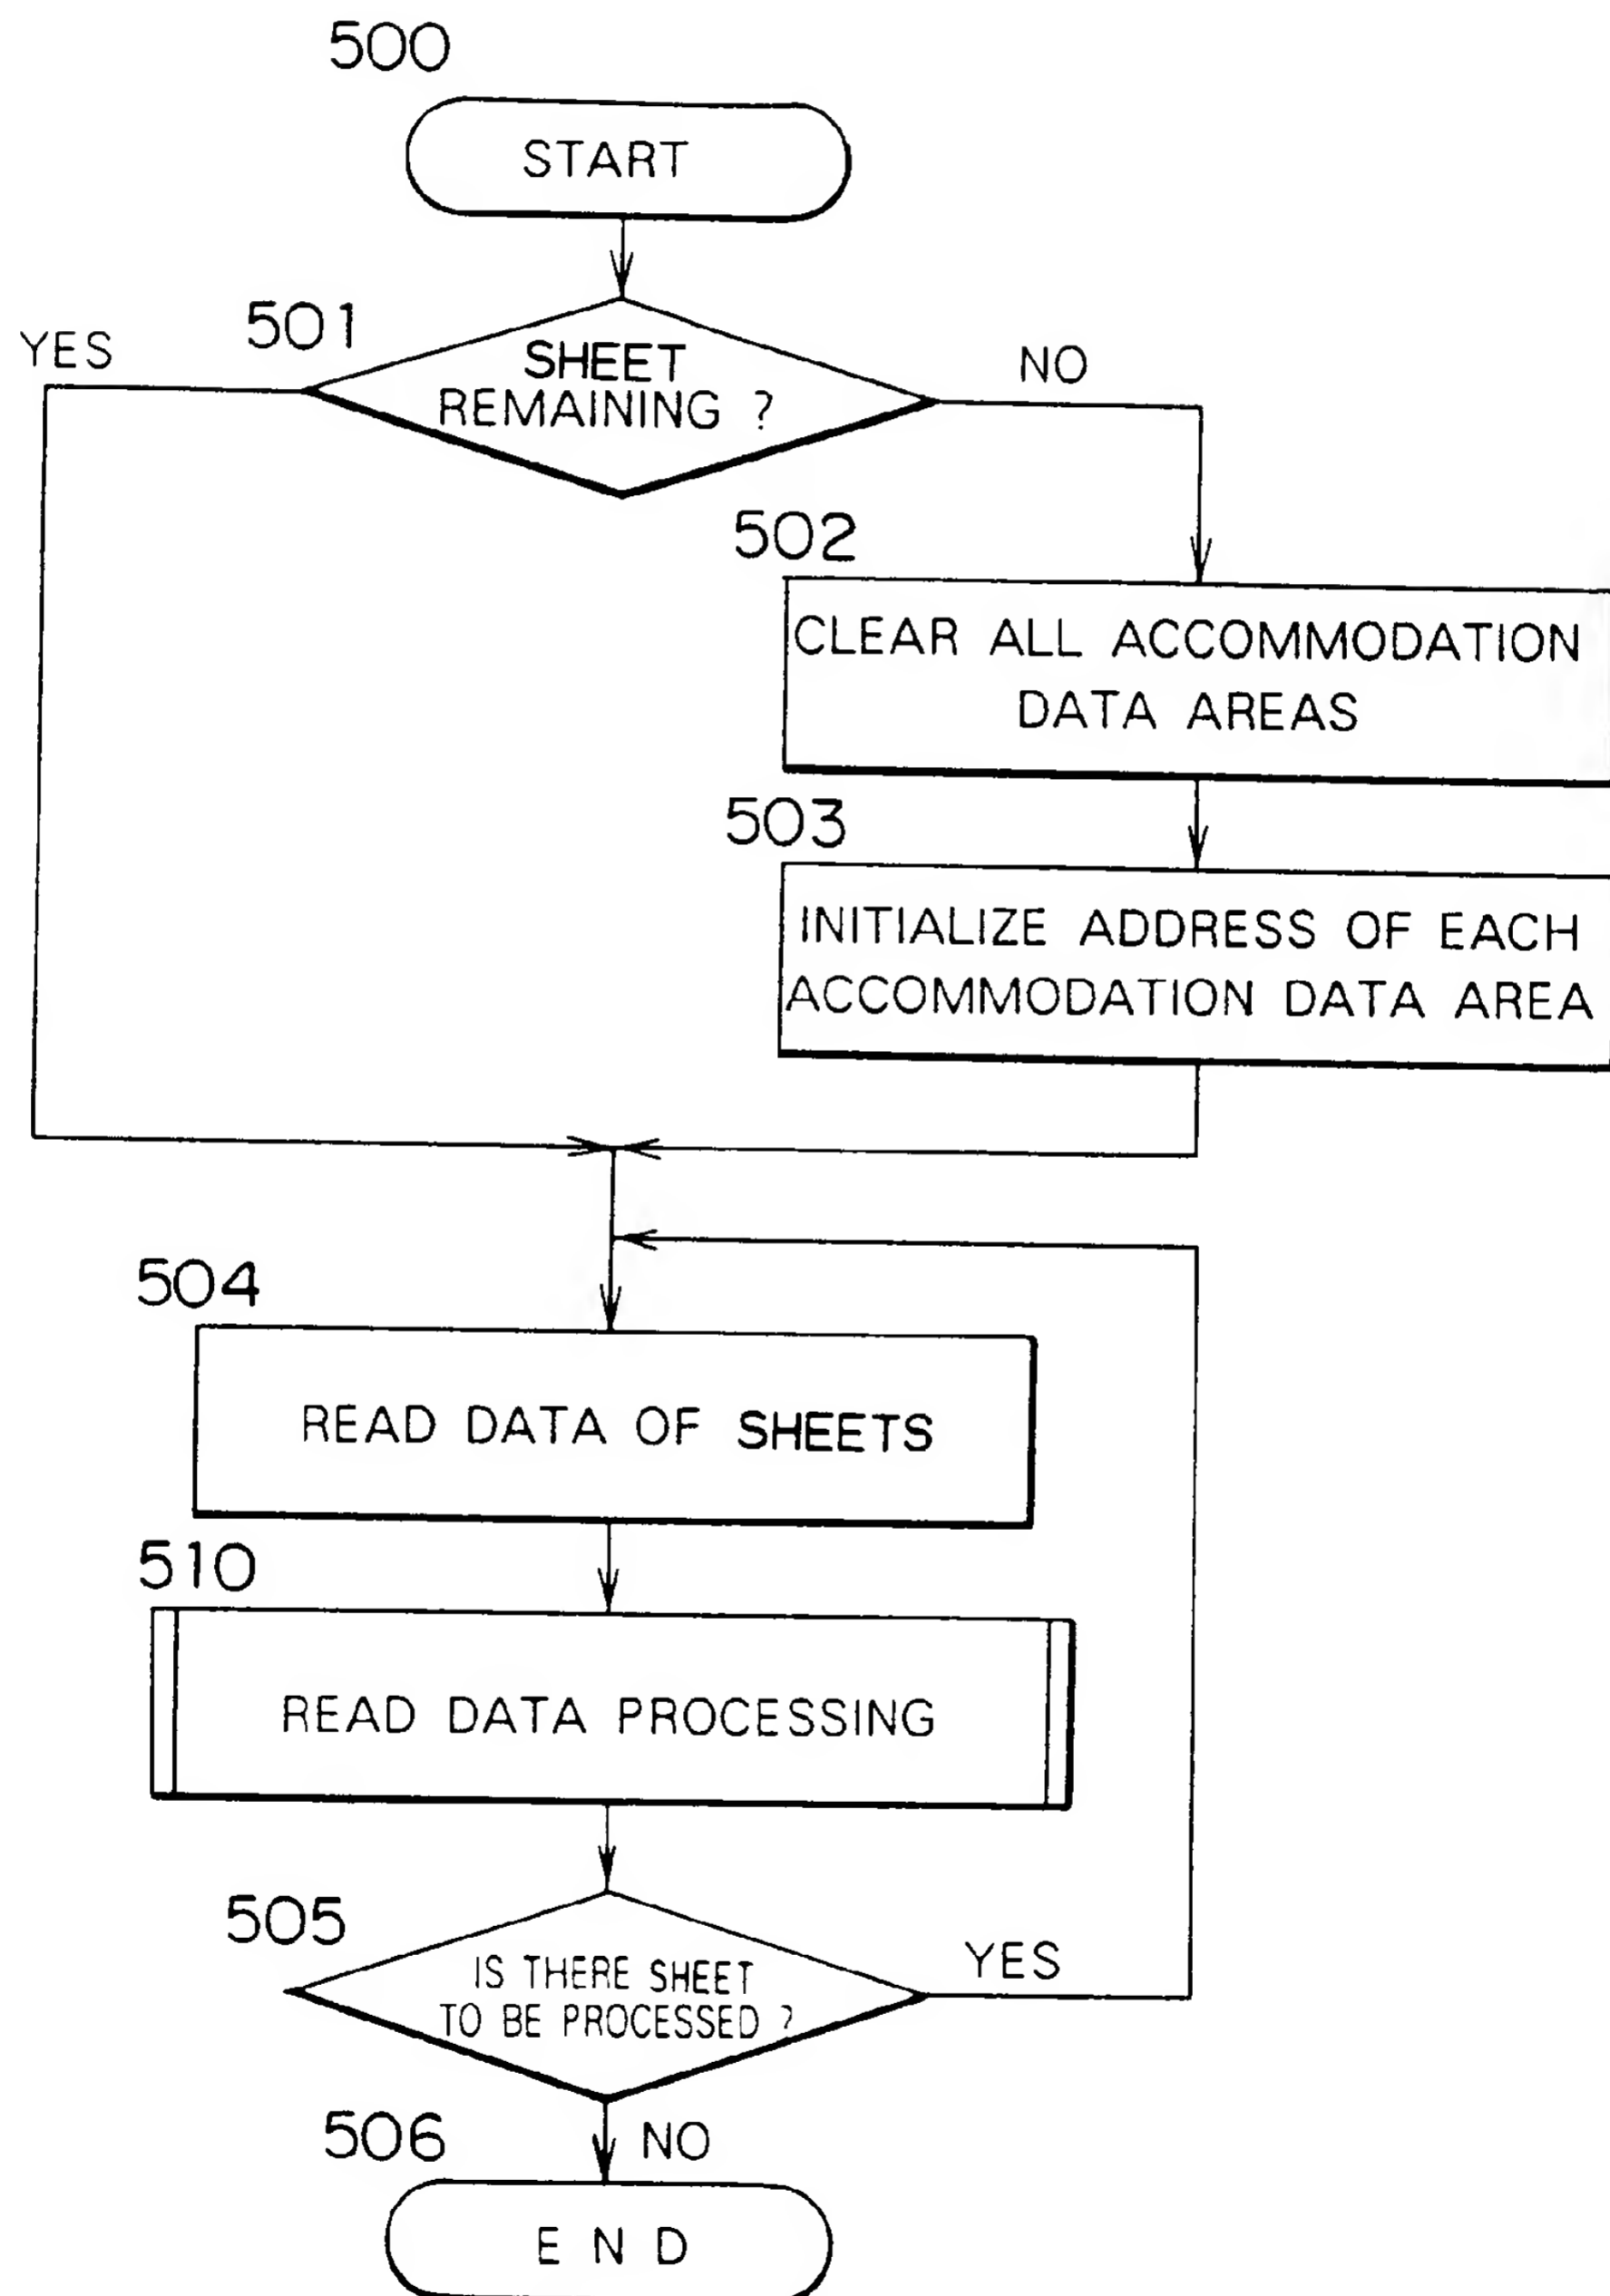 500
START
501
YES
SHEET
REMAINING ?
NO
502
CLEAR ALL ACCOMMODATION
DATA AREAS
503
INITIALIZE ADDRESS OF EACH
ACCOMMODATION DATA AREA
504
READ DATA OF SHEETS
510
READ DATA PROCESSING
505
IS THERE SHEET
TO BE PROCESSED ?
YES
506
NO
END